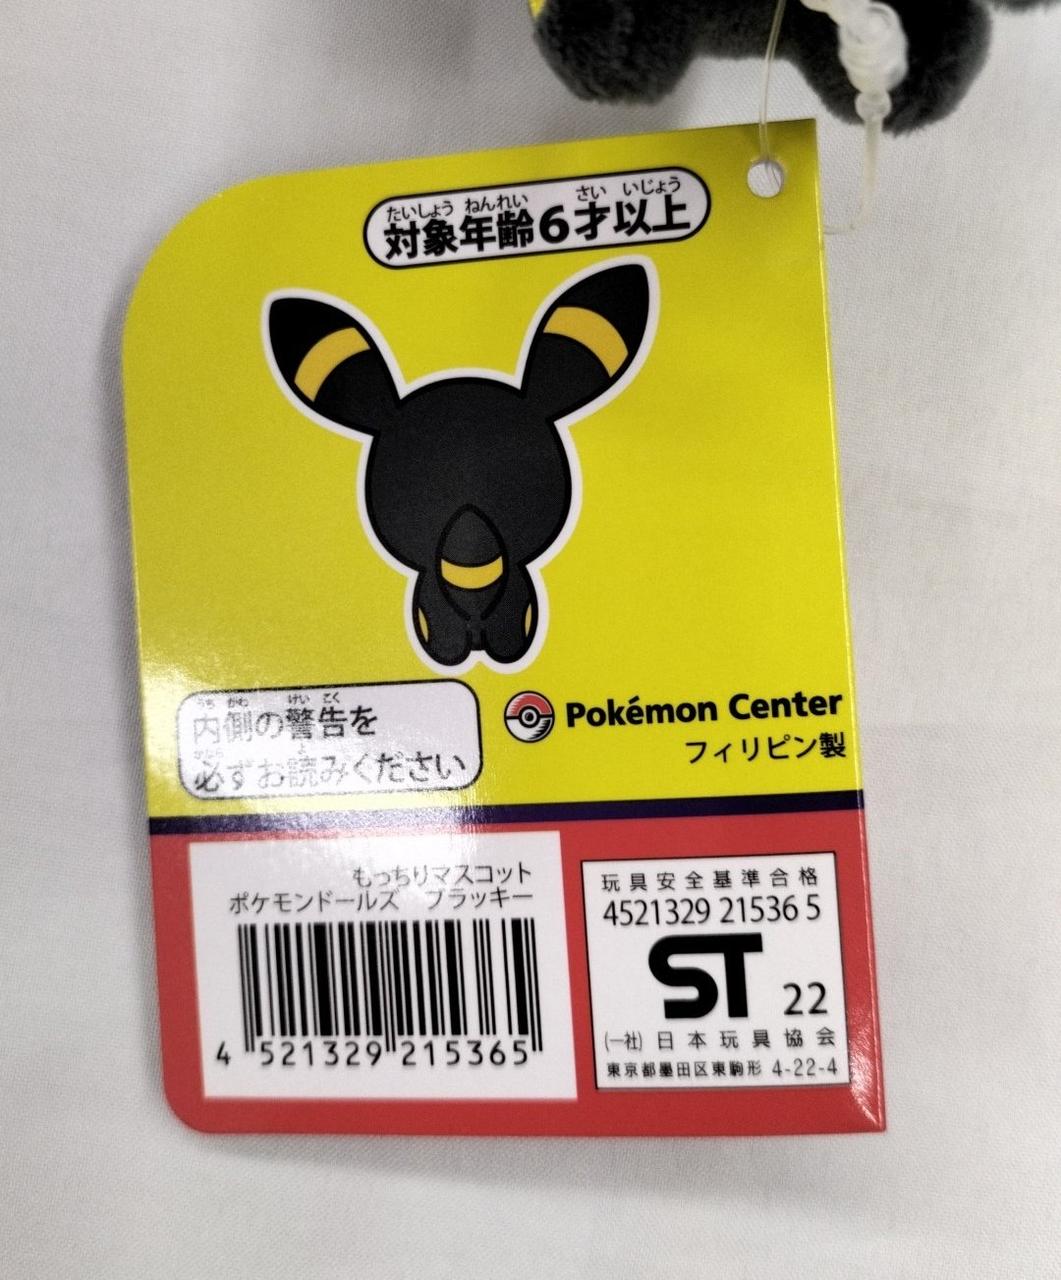 たいしょう ねんれい さい いじょう
対象年齢6才以上
うち がわ けい こく
内側の警告を
かなら よ
必ずお読みください
Pokémon Center
フィリピン製
もっちりマスコット
ポケモンドールズ ブラッキー
4 521329 215365
玩具安全基準合格
4521329 21536 5
ST 22
(一社) 日本玩具協会
東京都墨田区東駒形 4-22-4